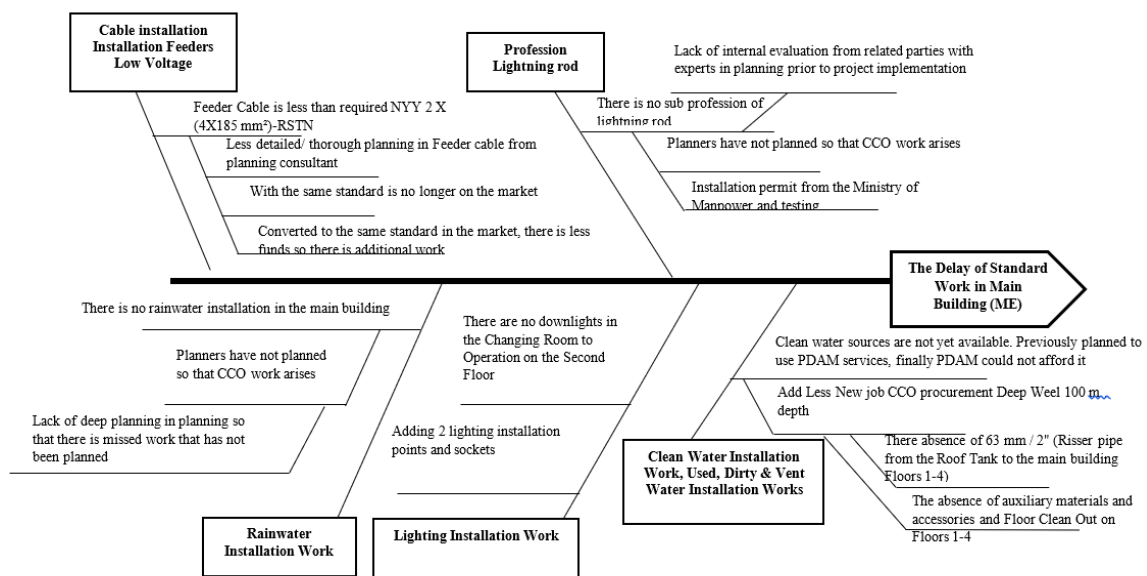 Cable installation
Installation Feeders
Low Voltage
Profession
Lightning rod
Lack of internal evaluation from related parties with
experts in planning prior to project implementation
Feeder Cable is less than required NYY 2 X
(4X185 mm²)-RSTN
There is no sub profession of
lightning rod
Less detailed/ thorough planning in Feeder cable from
planning consultant
Planners have not planned so that CCO work arises
With the same standard is no longer on the market
Installation permit from the Ministry of
Manpower and testing
Converted to the same standard in the market, there is less
funds so there is additional work
The Delay of Standard
Work in Main
Building (ME)
There is no rainwater installation in the main building
There are no downlights in
the Changing Room to
Operation on the Second
Floor
Clean water sources are not yet available. Previously planned to
use PDAM services, finally PDAM could not afford it
Planners have not planned
so that CCO work arises
Add Less New job CCO procurement Deep Weel 100 m
depth
Lack of deep planning in planning so
that there is missed work that has not
been planned
Adding 2 lighting installation
points and sockets
There absence of 63 mm / 2" (Risser pipe
from the Roof Tank to the main building
Floors 1-4)
Clean Water Installation
Work, Used, Dirty & Vent
Water Installation Works
The absence of auxiliary materials and
accessories and Floor Clean Out on
Floors 1-4
Rainwater
Installation Work
Lighting Installation Work